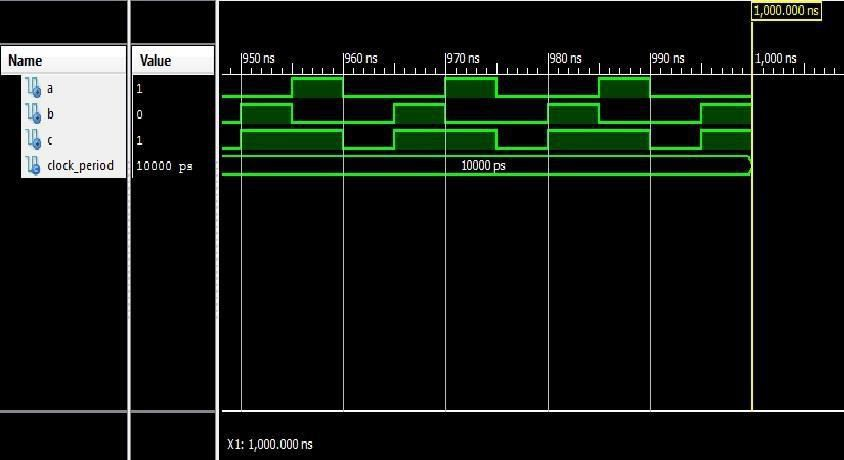 1,000.000 ns
Name Value 950 ns 960 ns 970 ns 980 ns 990 ns 1,000 ns
a 1
b 0
c 1
clock_period 10000 ps 10000 ps
X1: 1,000.000 ns